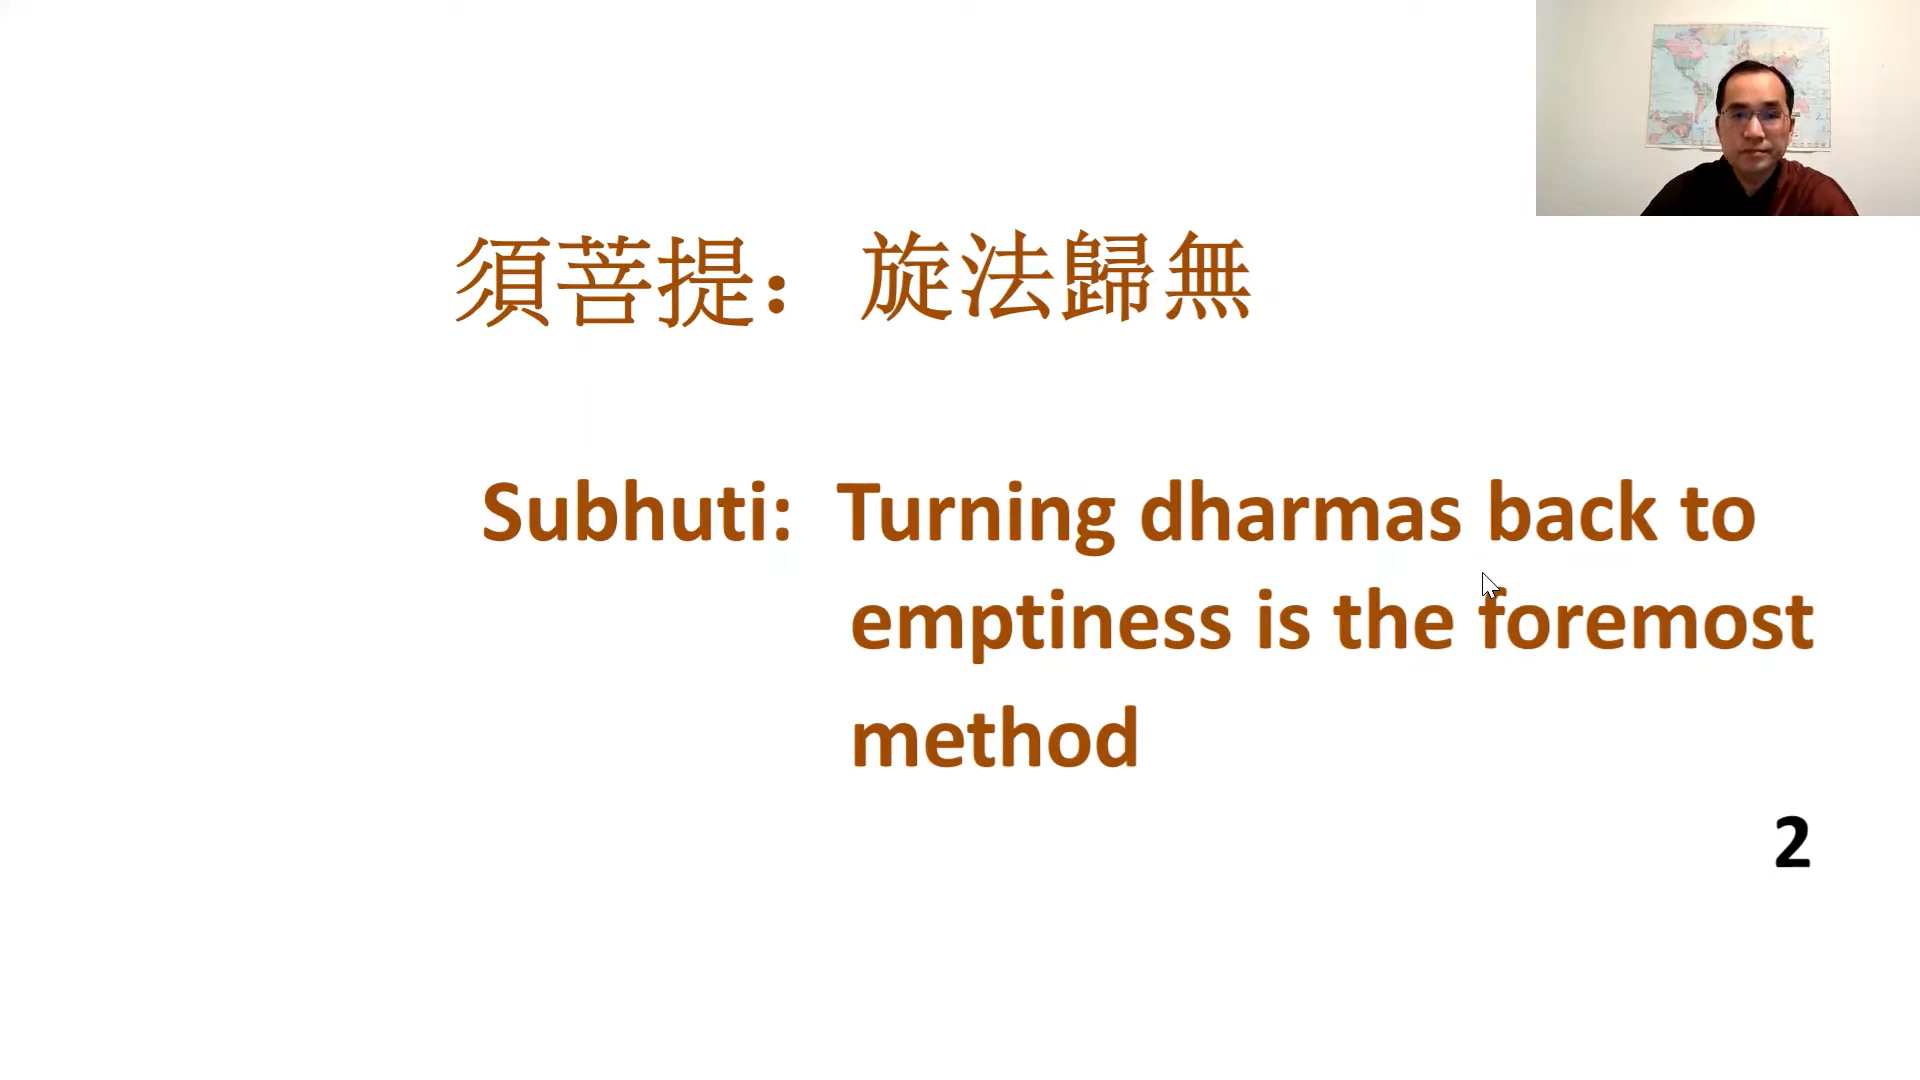 須菩提：旋法歸無
Subhuti: Turning dharmas back to
emptiness is the foremost
method
2